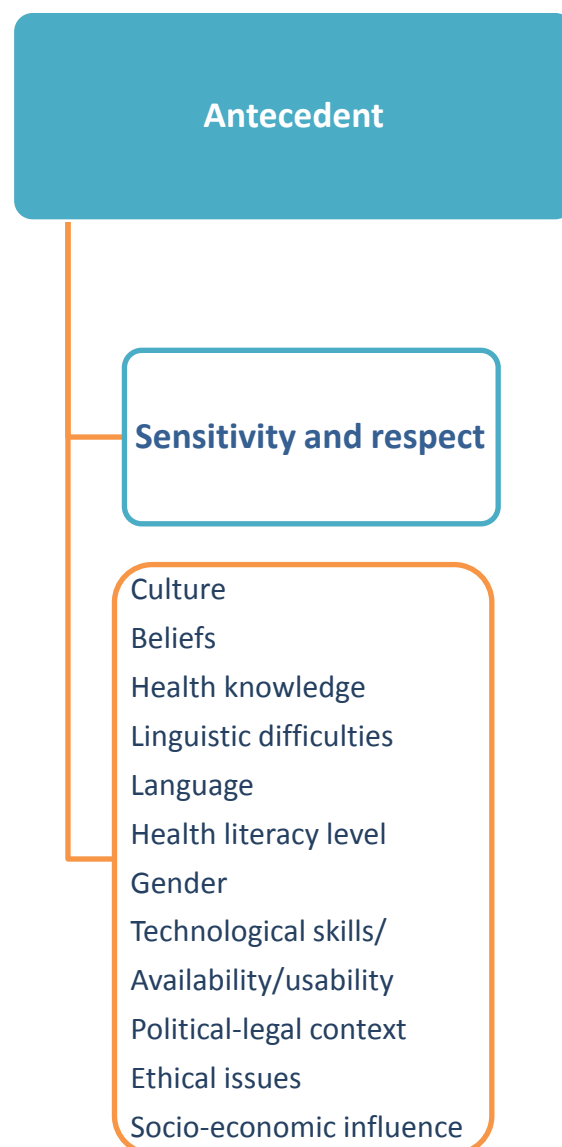 Antecedent
Sensitivity and respect
Culture
Beliefs
Health knowledge
Linguistic difficulties
Language
Health literacy level
Gender
Technological skills/
Availability/usability
Political-legal context
Ethical issues
Socio-economic influence